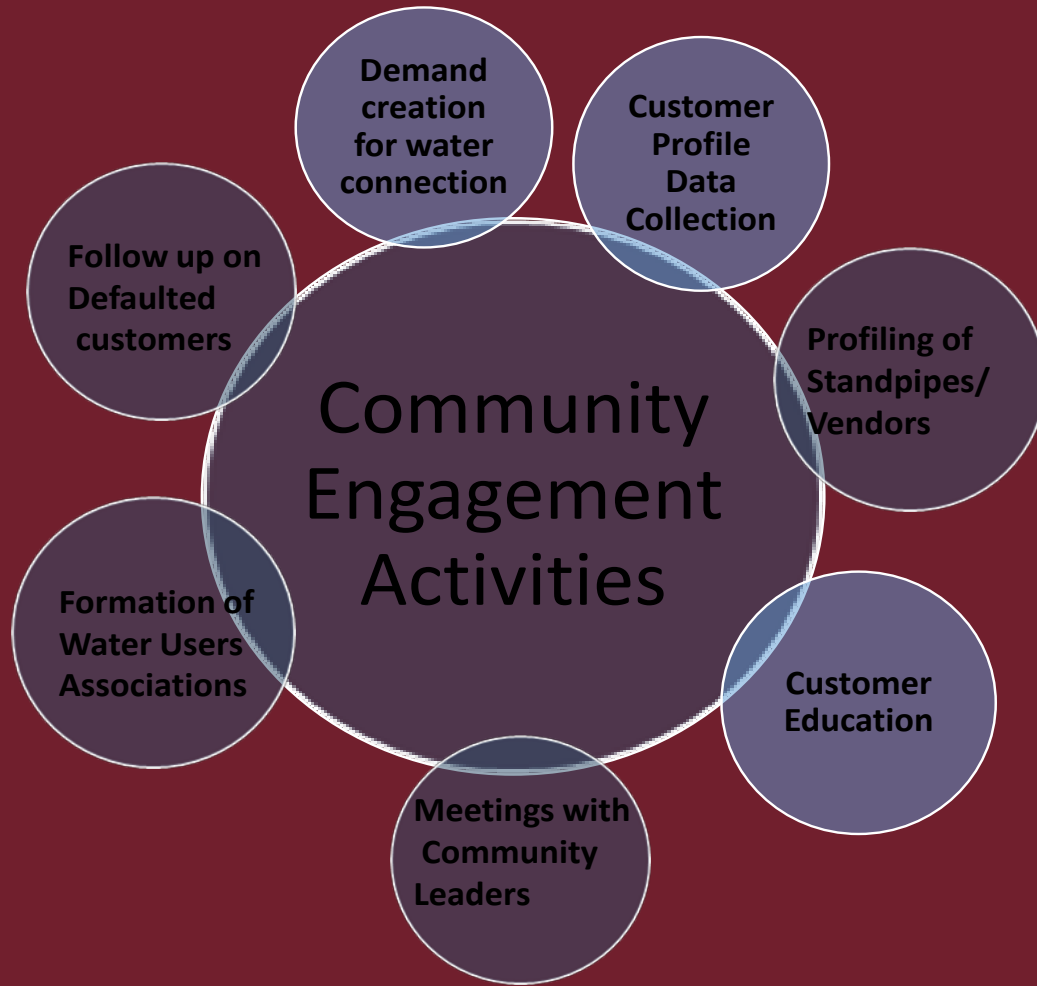 Demand
creation
for water
connection
Customer
Profile
Data
Collection
Follow up on
Defaulted
customers
Profiling of
Standpipes/
Vendors
Community
Engagement
Activities
Formation of
Water Users
Associations
Customer
Education
Meetings with
Community
Leaders